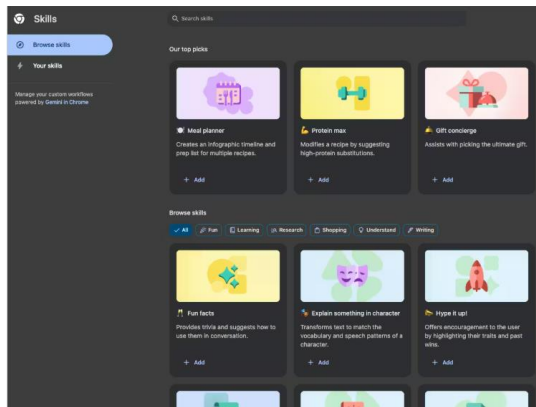 Skills
Search skills
Browse skills
Your skills
Manage your custom workflows
powered by Gemini in Chrome
Our top picks
Meal planner
Creates an infographic timeline and
prep list for multiple recipes.
+ Add
Protein max
Modifies a recipe by suggesting
high-protein substitutions.
+ Add
Gift concierge
Assists with picking the ultimate gift.
+ Add
Browse skills
All
Fun
Learning
Research
Shopping
Understand
Writing
Fun facts
Provides trivia and suggests how to
use them in conversation.
+ Add
Explain something in character
Transforms text to match the
vocabulary and speech patterns of a
character.
+ Add
Hype it up!
Offers encouragement to the user
by highlighting their traits and past
wins.
+ Add